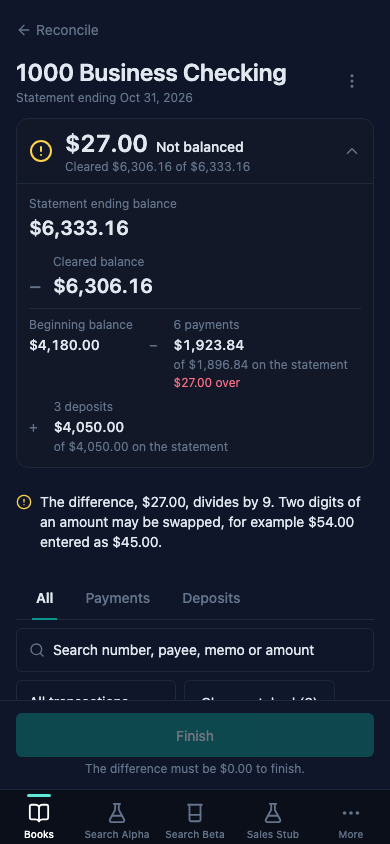 Reconcile
1000 Business Checking
Statement ending Oct 31, 2026
$27.00 Not balanced
Cleared $6,306.16 of $6,333.16
Statement ending balance
$6,333.16
Cleared balance
− $6,306.16
Beginning balance
$4,180.00
−
6 payments
$1,923.84
of $1,896.84 on the statement
$27.00 over
3 deposits
+ $4,050.00
of $4,050.00 on the statement
The difference, $27.00, divides by 9. Two digits of
an amount may be swapped, for example $54.00
entered as $45.00.
All Payments Deposits
Search number, payee, memo or amount
All transactions
Finish
The difference must be $0.00 to finish.
Books Search Alpha Search Beta Sales Stub More